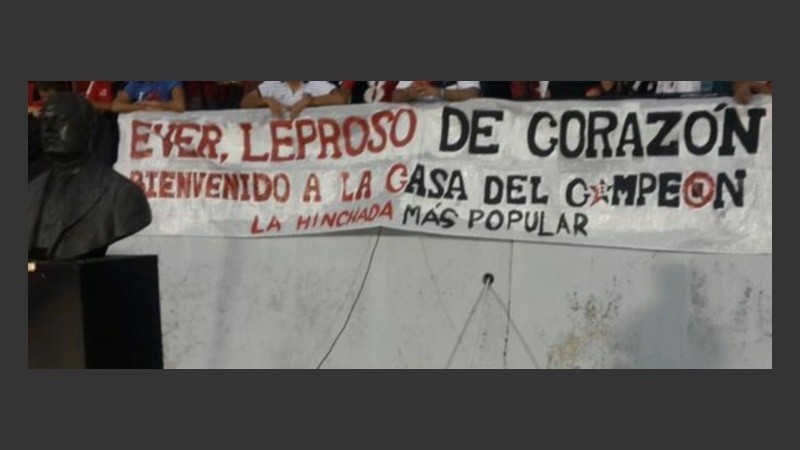 EVER, LEPROSO DE CORAZÓN
BIENVENIDO A LA CASA DEL CAMPEON
LA HINCHADA MÁS POPULAR